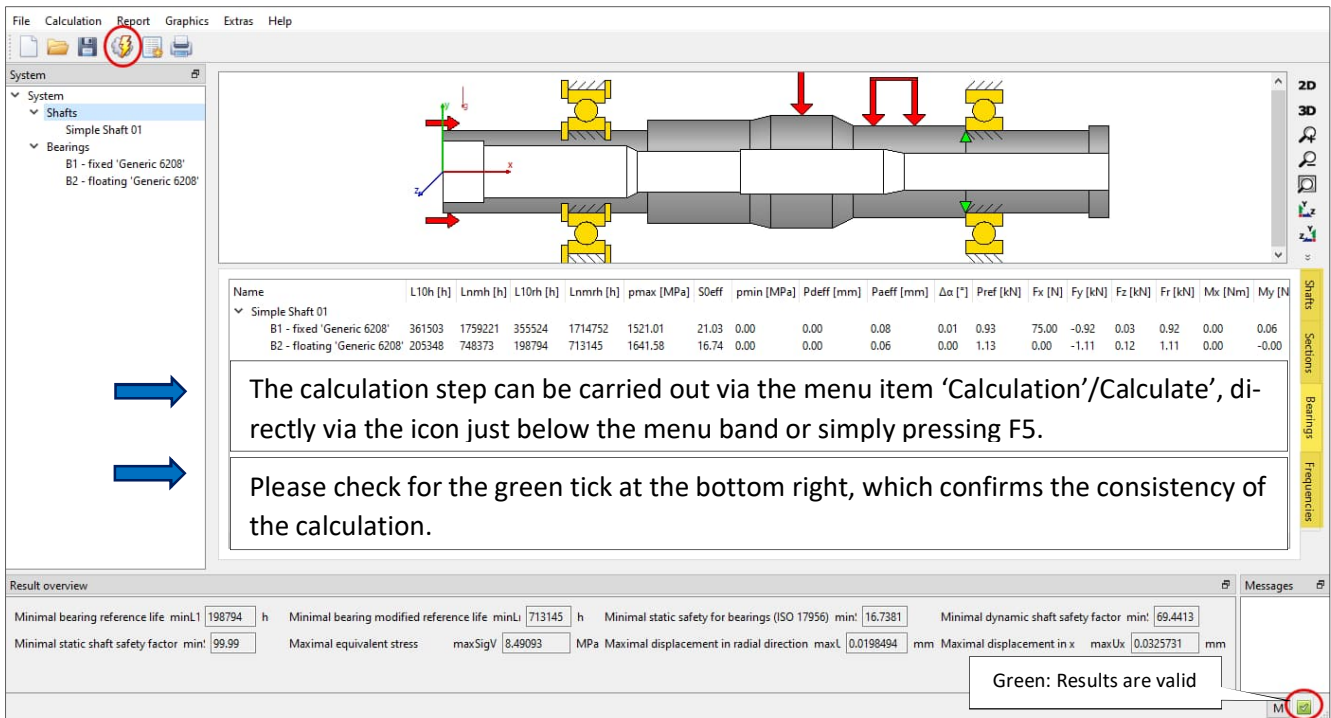 File Calculation Report Graphics Extras Help
System
System
Shafts
Simple Shaft 01
Bearings
B1 - fixed 'Generic 6208'
B2 - floating 'Generic 6208'
y g
x
z
2D
3D
Y z
z Y
Name L10h [h] Lnmh [h] L10rh [h] Lnmrh [h] pmax [MPa] S0eff pmin [MPa] Pdeff [mm] Paeff [mm] Δα [°] Pref [kN] Fx [N] Fy [kN] Fz [kN] Fr [kN] Mx [Nm] My [N
Simple Shaft 01
B1 - fixed 'Generic 6208' 361503 1759221 355524 1714752 1521.01 21.03 0.00 0.00 0.08 0.01 0.93 75.00 -0.92 0.03 0.92 0.00 0.06
B2 - floating 'Generic 6208' 205348 748373 198794 713145 1641.58 16.74 0.00 0.00 0.06 0.00 1.13 0.00 -1.11 0.12 1.11 0.00 -0.00
Shafts
Sections
Bearings
Frequencies
The calculation step can be carried out via the menu item ‘Calculation’/Calculate’, di-
rectly via the icon just below the menu band or simply pressing F5.
Please check for the green tick at the bottom right, which confirms the consistency of
the calculation.
Result overview
Minimal bearing reference life minL1 198794 h Minimal bearing modified reference life minLi 713145 h Minimal static safety for bearings (ISO 17956) min! 16.7381 Minimal dynamic shaft safety factor min! 69.4413
Minimal static shaft safety factor min! 99.99 Maximal equivalent stress maxSigV 8.49093 MPa Maximal displacement in radial direction maxL 0.0198494 mm Maximal displacement in x maxUx 0.0325731 mm
Messages
Green: Results are valid
M